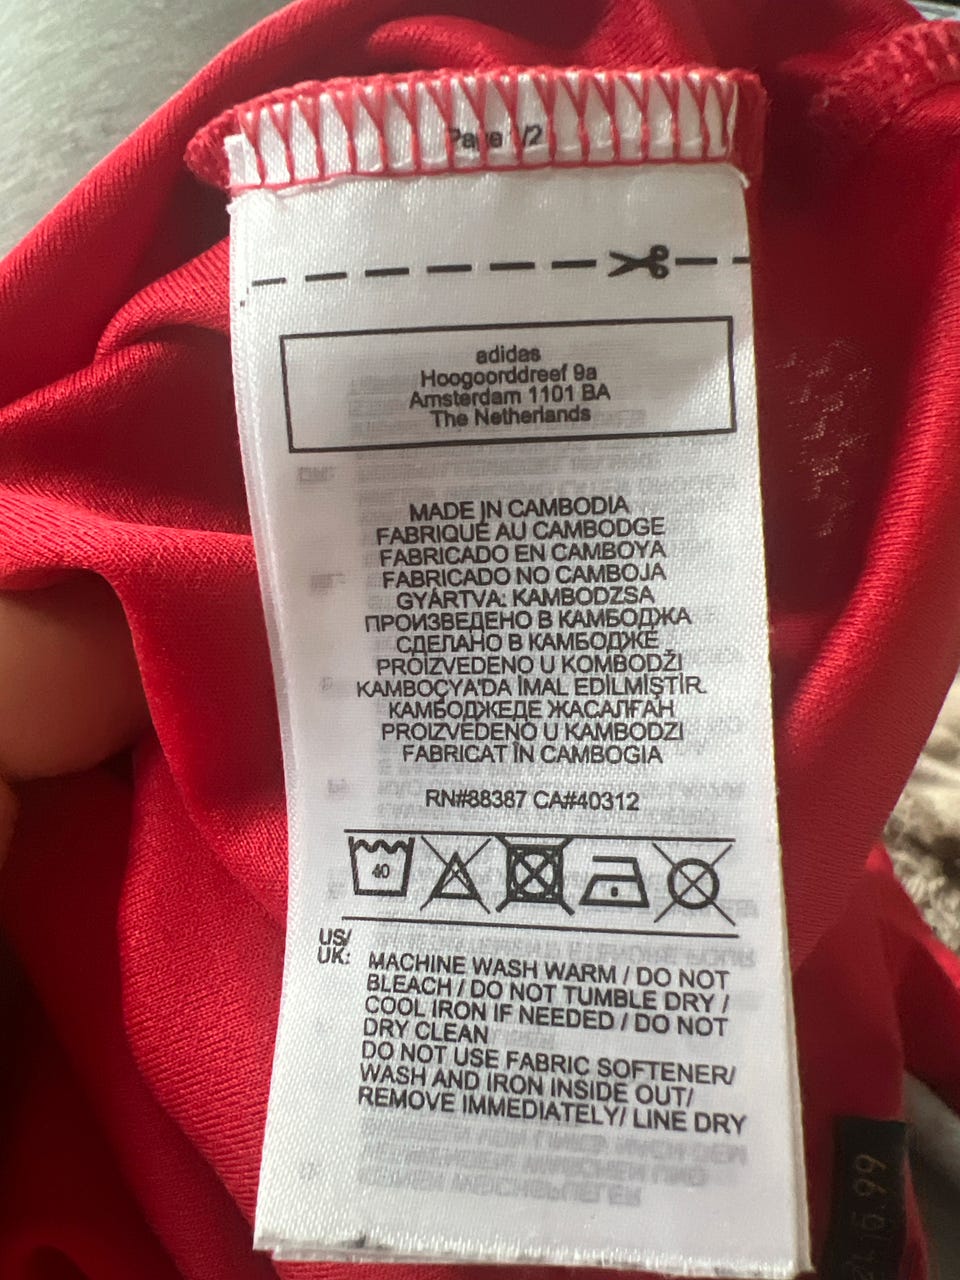 Page /2
adidas
Hoogoorddreef 9a
Amsterdam 1101 BA
The Netherlands
MADE IN CAMBODIA
FABRIQUÉ AU CAMBODGE
FABRICADO EN CAMBOYA
FABRICADO NO CAMBOJA
GYÁRTVA: KAMBODZSA
ПРОИЗВЕДЕНО В КАМБОДЖА
СДЕЛАНО В КАМБОДЖЕ
PROIZVEDENO U KOMBODŽI
KAMBOÇYA'DA İMAL EDİLMİŞTİR.
КАМБОДЖЕДЕ ЖАСАЛҒАН
PROIZVEDENO U KAMBODZI
FABRICAT ÎN CAMBOGIA
RN#88387 CA#40312
40
US/
UK:
MACHINE WASH WARM / DO NOT
BLEACH / DO NOT TUMBLE DRY /
COOL IRON IF NEEDED / DO NOT
DRY CLEAN
DO NOT USE FABRIC SOFTENER/
WASH AND IRON INSIDE OUT/
REMOVE IMMEDIATELY/ LINE DRY